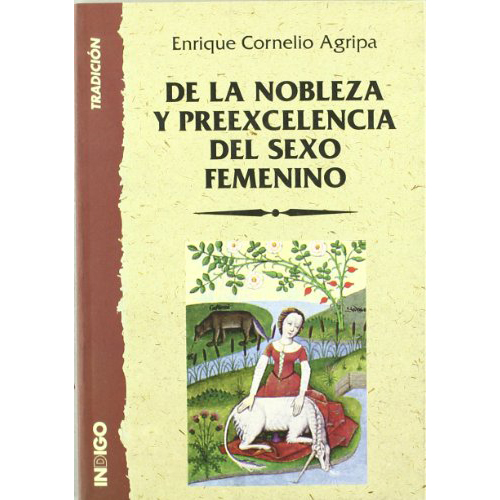 Enrique Cornelio Agripa
DE LA NOBLEZA
Y PREEXCELENCIA
DEL SEXO
FEMENINO
TRADICIÓN
INDIGO